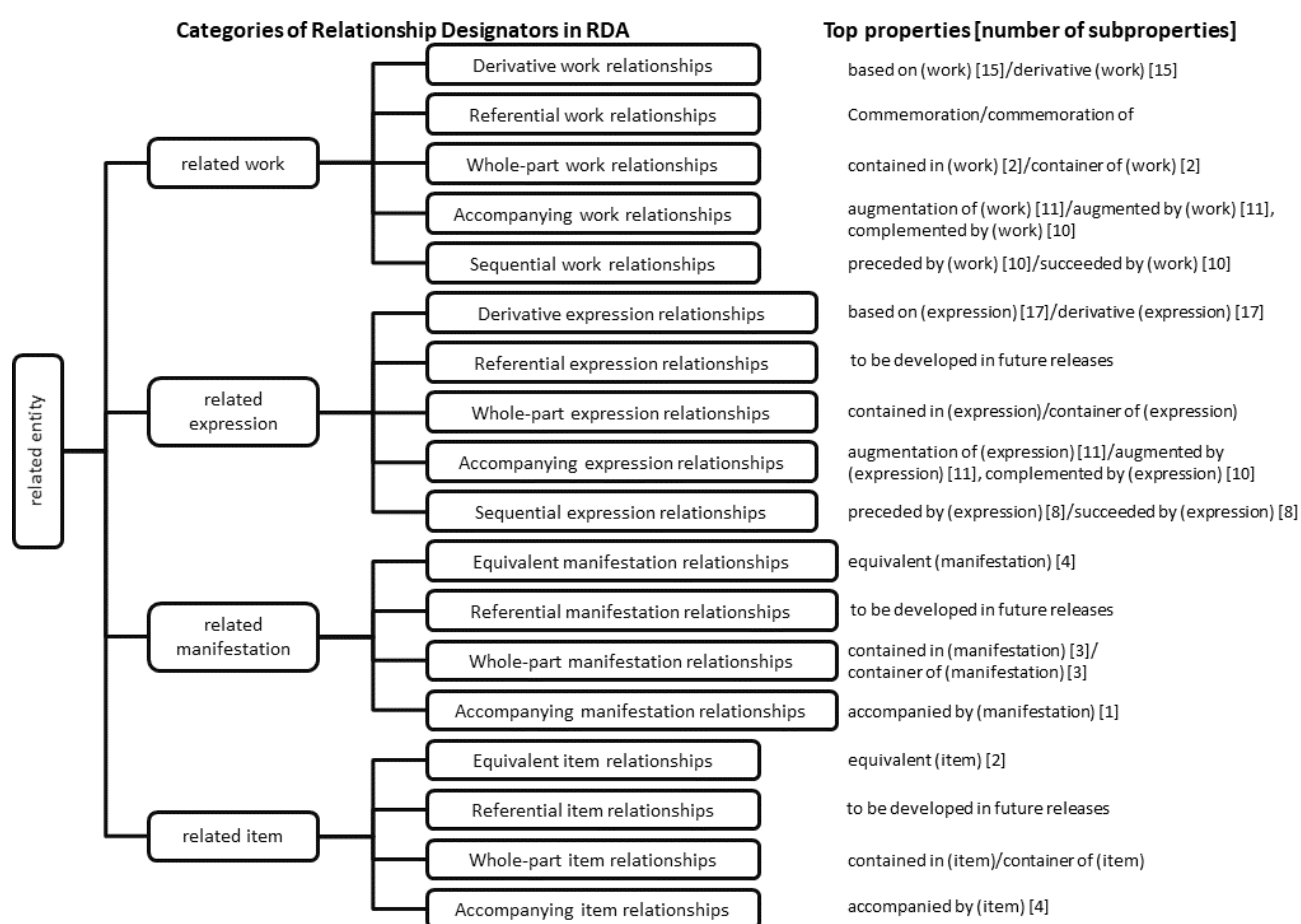 Categories of Relationship Designators in RDA
Top properties [number of subproperties]
related entity
related work
Derivative work relationships
based on (work) [15]/derivative (work) [15]
Referential work relationships
Commemoration/commemoration of
Whole-part work relationships
contained in (work) [2]/container of (work) [2]
Accompanying work relationships
augmentation of (work) [11]/augmented by (work) [11],
complemented by (work) [10]
Sequential work relationships
preceded by (work) [10]/succeeded by (work) [10]
related
expression
Derivative expression relationships
based on (expression) [17]/derivative (expression) [17]
Referential expression relationships
to be developed in future releases
Whole-part expression relationships
contained in (expression)/container of (expression)
Accompanying expression relationships
augmentation of (expression) [11]/augmented by
(expression) [11], complemented by (expression) [10]
Sequential expression relationships
preceded by (expression) [8]/succeeded by (expression) [8]
related
manifestation
Equivalent manifestation relationships
equivalent (manifestation) [4]
Referential manifestation relationships
to be developed in future releases
Whole-part manifestation relationships
contained in (manifestation) [3]/
container of (manifestation) [3]
Accompanying manifestation relationships
accompanied by (manifestation) [1]
related item
Equivalent item relationships
equivalent (item) [2]
Referential item relationships
to be developed in future releases
Whole-part item relationships
contained in (item)/container of (item)
Accompanying item relationships
accompanied by (item) [4]